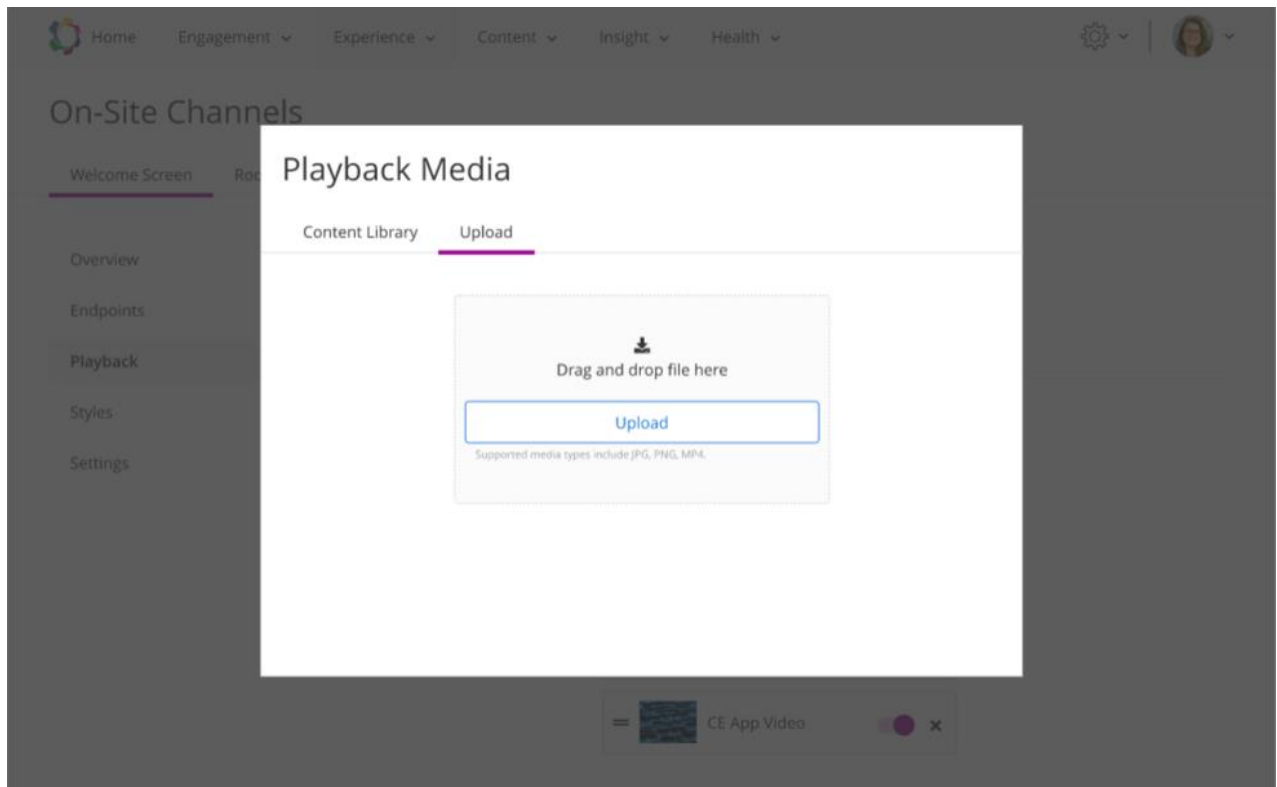 Home Engagement Experience Content Insight Health
On-Site Channels
Welcome Screen
Playback Media
Content Library Upload
Overview
Endpoints
Playback
Styles
Settings
Drag and drop file here
Upload
Supported media types include JPG, PNG, MP4.
CE App Video